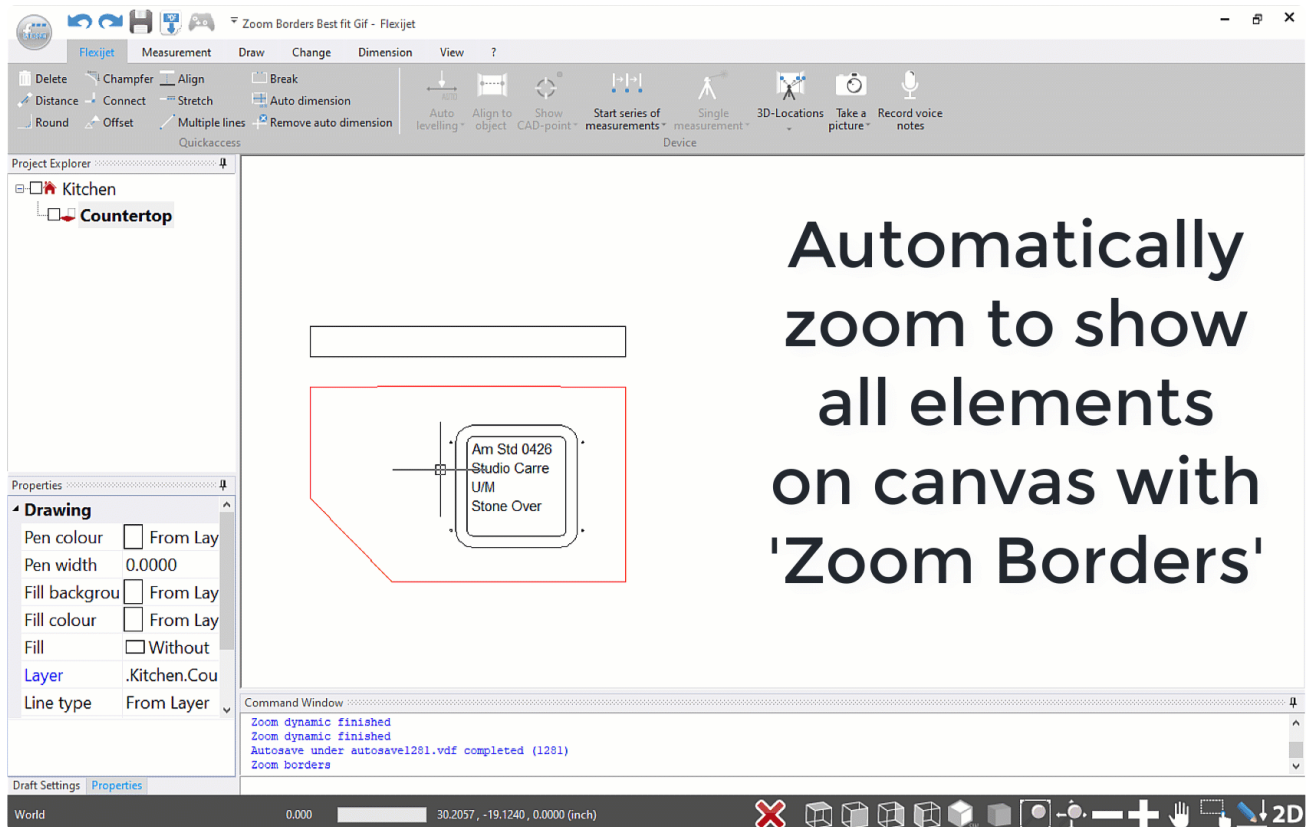 Zoom Borders Best fit Gif - Flexijet
Flexijet Measurement Draw Change Dimension View ?
Delete Champfer Align Break
Distance Connect Stretch Auto dimension
Round Offset Multiple lines Remove auto dimension
Quickaccess
Auto levelling
Align to object
Show CAD-point
Start series of measurements
Single measurement
3D-Locations
Take a picture
Record voice notes
Device
Project Explorer
Kitchen
Countertop
Am Std 0426
Studio Carre
U/M
Stone Over
Automatically
zoom to show
all elements
on canvas with
'Zoom Borders'
Properties
Drawing
Pen colour From Lay
Pen width 0.0000
Fill backgrou From Lay
Fill colour From Lay
Fill Without
Layer .Kitchen.Cou
Line type From Layer
Draft Settings Properties
Command Window
Zoom dynamic finished
Zoom dynamic finished
Autosave under autosave1281.vdf completed (1281)
Zoom borders
World 0.000 30.2057 , -19.1240 , 0.0000 (inch) 2D